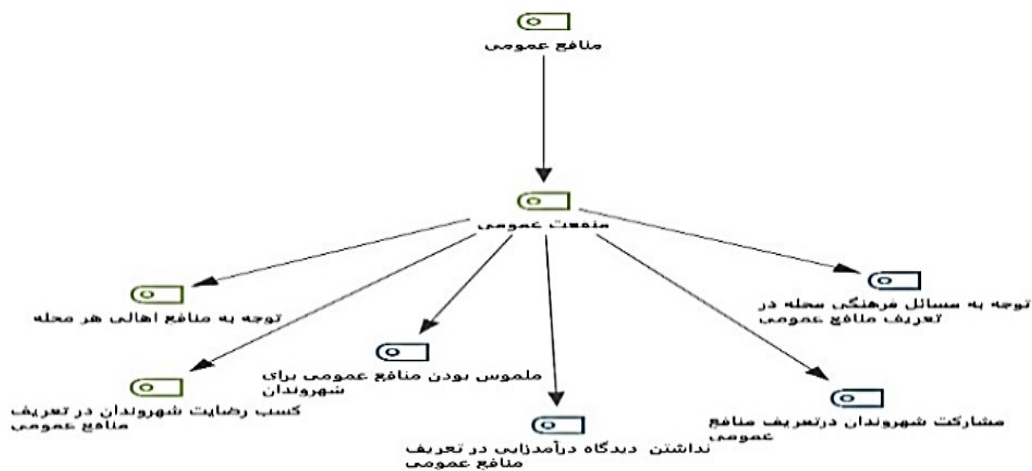 منافع عمومی
منفعت عمومی
توجه به مسائل فرهنگی محله در
تعریف منافع عمومی
توجه به منافع اهالی هر محله
ملموس بودن منافع عمومی برای
شهروندان
کسب رضایت شهروندان در تعریف
منافع عمومی
مشارکت شهروندان درتعریف منافع
عمومی
نداشتن دیدگاه درآمدزایی در تعریف
منافع عمومی